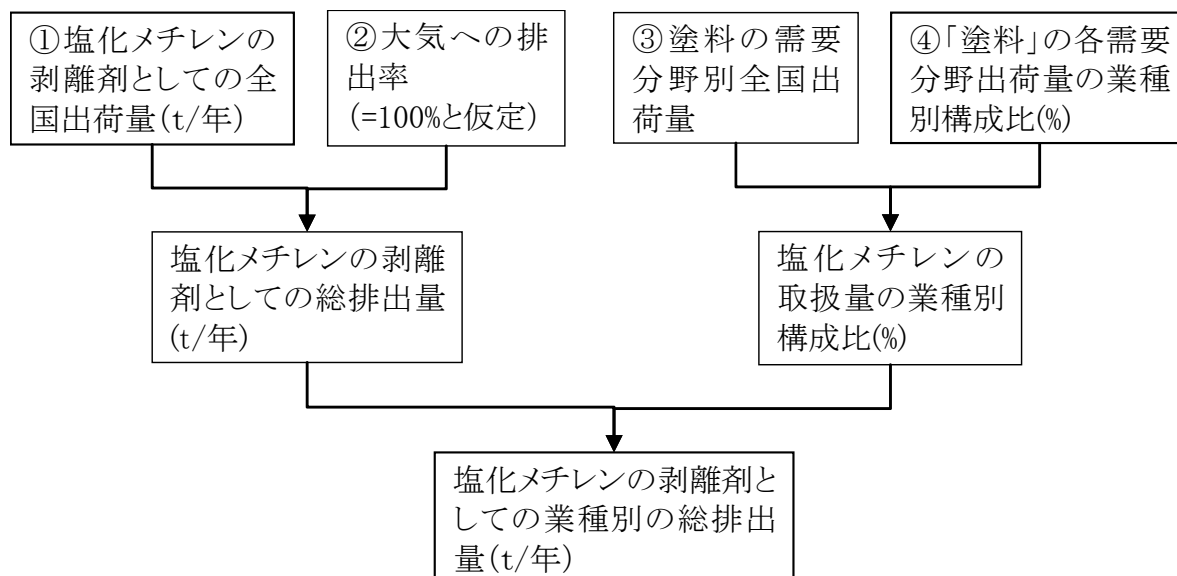 ①塩化メチレンの
剥離剤としての全
国出荷量(t/年)
②大気への排
出率
(=100%と仮定)
③塗料の需要
分野別全国出
荷量
④「塗料」の各需要
分野出荷量の業種
別構成比(%)
塩化メチレンの剥離
剤としての総排出量
(t/年)
塩化メチレンの
取扱量の業種別
構成比(%)
塩化メチレンの剥離剤と
しての業種別の総排出
量(t/年)